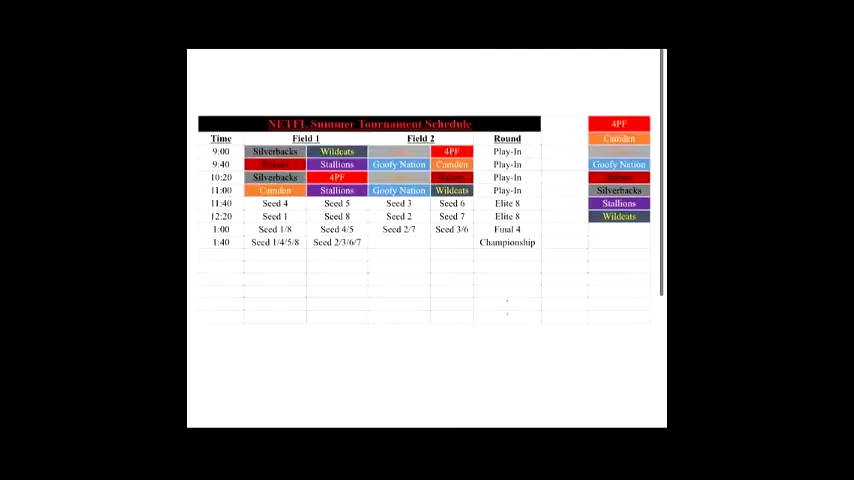 NETFL Summer Tournament Schedule
4PF
Time Field 1 Field 2 Round
Camden
9:00 Silverbacks Wildcats 4PF Play-In
9:40 Stallions Goofy Nation Camden Play-In
Goofy Nation
10:20 Silverbacks 4PF Play-In
11:00 Camden Stallions Goofy Nation Wildcats Play-In
Silverbacks
11:40 Seed 4 Seed 5 Seed 3 Seed 6 Elite 8
Stallions
12:20 Seed 1 Seed 8 Seed 2 Seed 7 Elite 8
Wildcats
1:00 Seed 1/8 Seed 4/5 Seed 2/7 Seed 3/6 Final 4
1:40 Seed 1/4/5/8 Seed 2/3/6/7 Championship